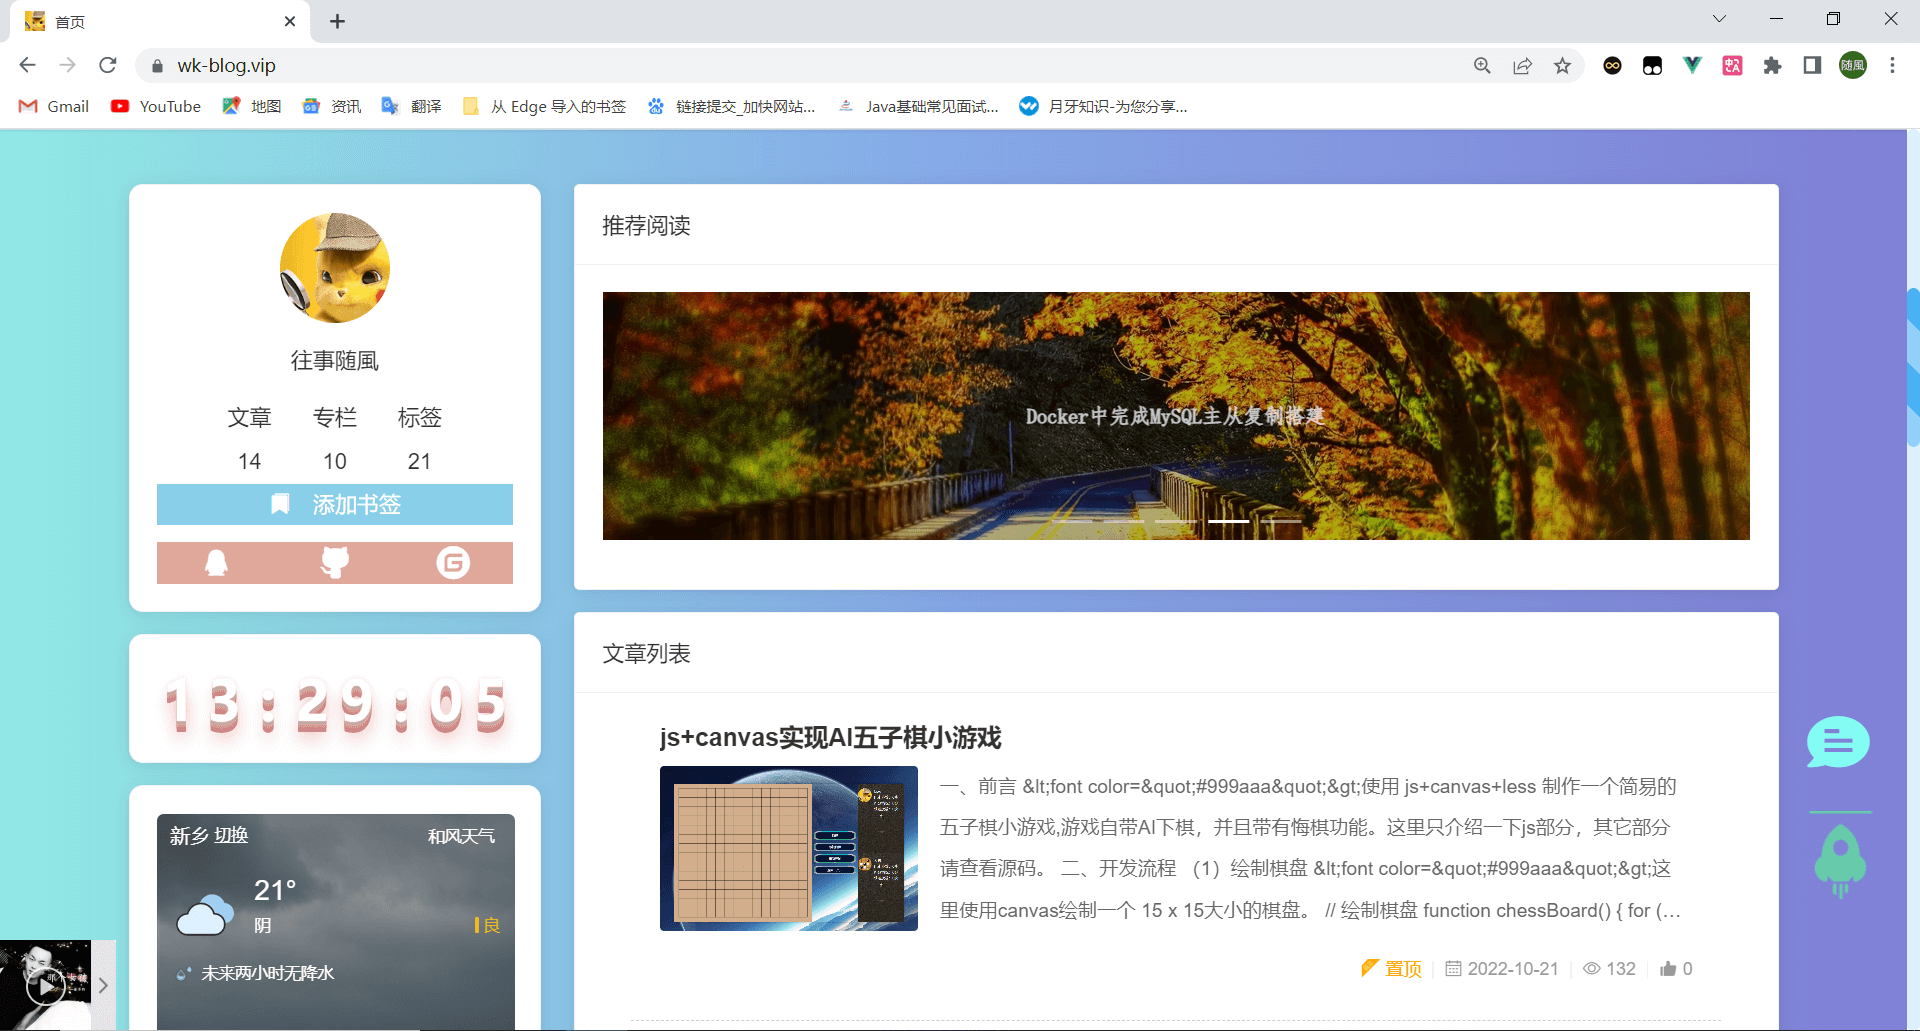 首页
wk-blog.vip
随風
Gmail
YouTube
地图
资讯
翻译
从 Edge 导入的书签
链接提交_加快网站...
Java基础常见面试...
月牙知识-为您分享...
往事随風
文章 专栏 标签
14 10 21
添加书签
13:29:05
新乡 切换
和风天气
21°
阴
良
未来两小时无降水
推荐阅读
Docker中完成MySQL主从复制搭建
文章列表
js+canvas实现AI五子棋小游戏
一、前言 &lt;font color=&quot;#999aaa&quot;&gt;使用 js+canvas+less 制作一个简易的
五子棋小游戏,游戏自带AI下棋，并且带有悔棋功能。这里只介绍一下js部分，其它部分
请查看源码。 二、开发流程 （1）绘制棋盘 &lt;font color=&quot;#999aaa&quot;&gt;这
里使用canvas绘制一个 15 x 15大小的棋盘。 // 绘制棋盘 function chessBoard() { for (...
置顶 2022-10-21 132 0